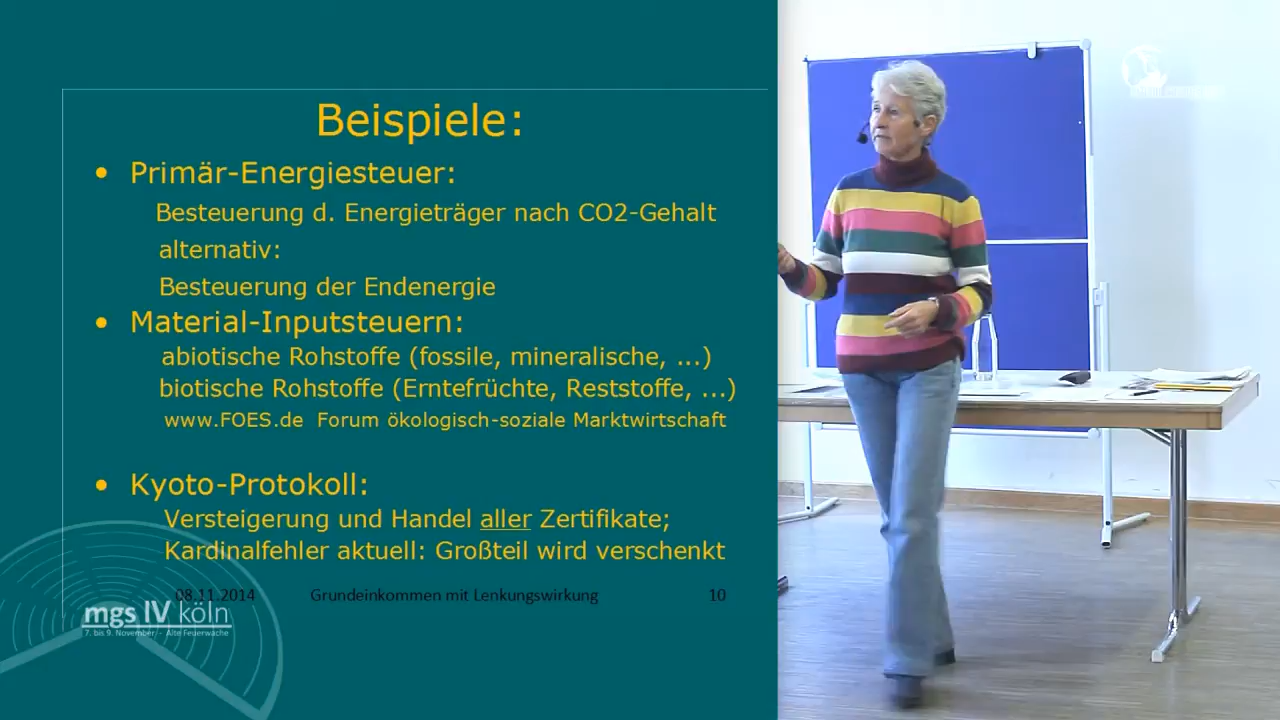 Beispiele:
• Primär-Energiesteuer:
Besteuerung d. Energieträger nach CO2-Gehalt
alternativ:
Besteuerung der Endenergie
• Material-Inputsteuern:
abiotische Rohstoffe (fossile, mineralische, ...)
biotische Rohstoffe (Erntefrüchte, Reststoffe, ...)
www.FOES.de Forum ökologisch-soziale Marktwirtschaft
• Kyoto-Protokoll:
Versteigerung und Handel aller Zertifikate;
Kardinalfehler aktuell: Großteil wird verschenkt
08.11.2014 Grundeinkommen mit Lenkungswirkung 10
mgs IV köln
7. bis 9. November - Alte Feuerwache